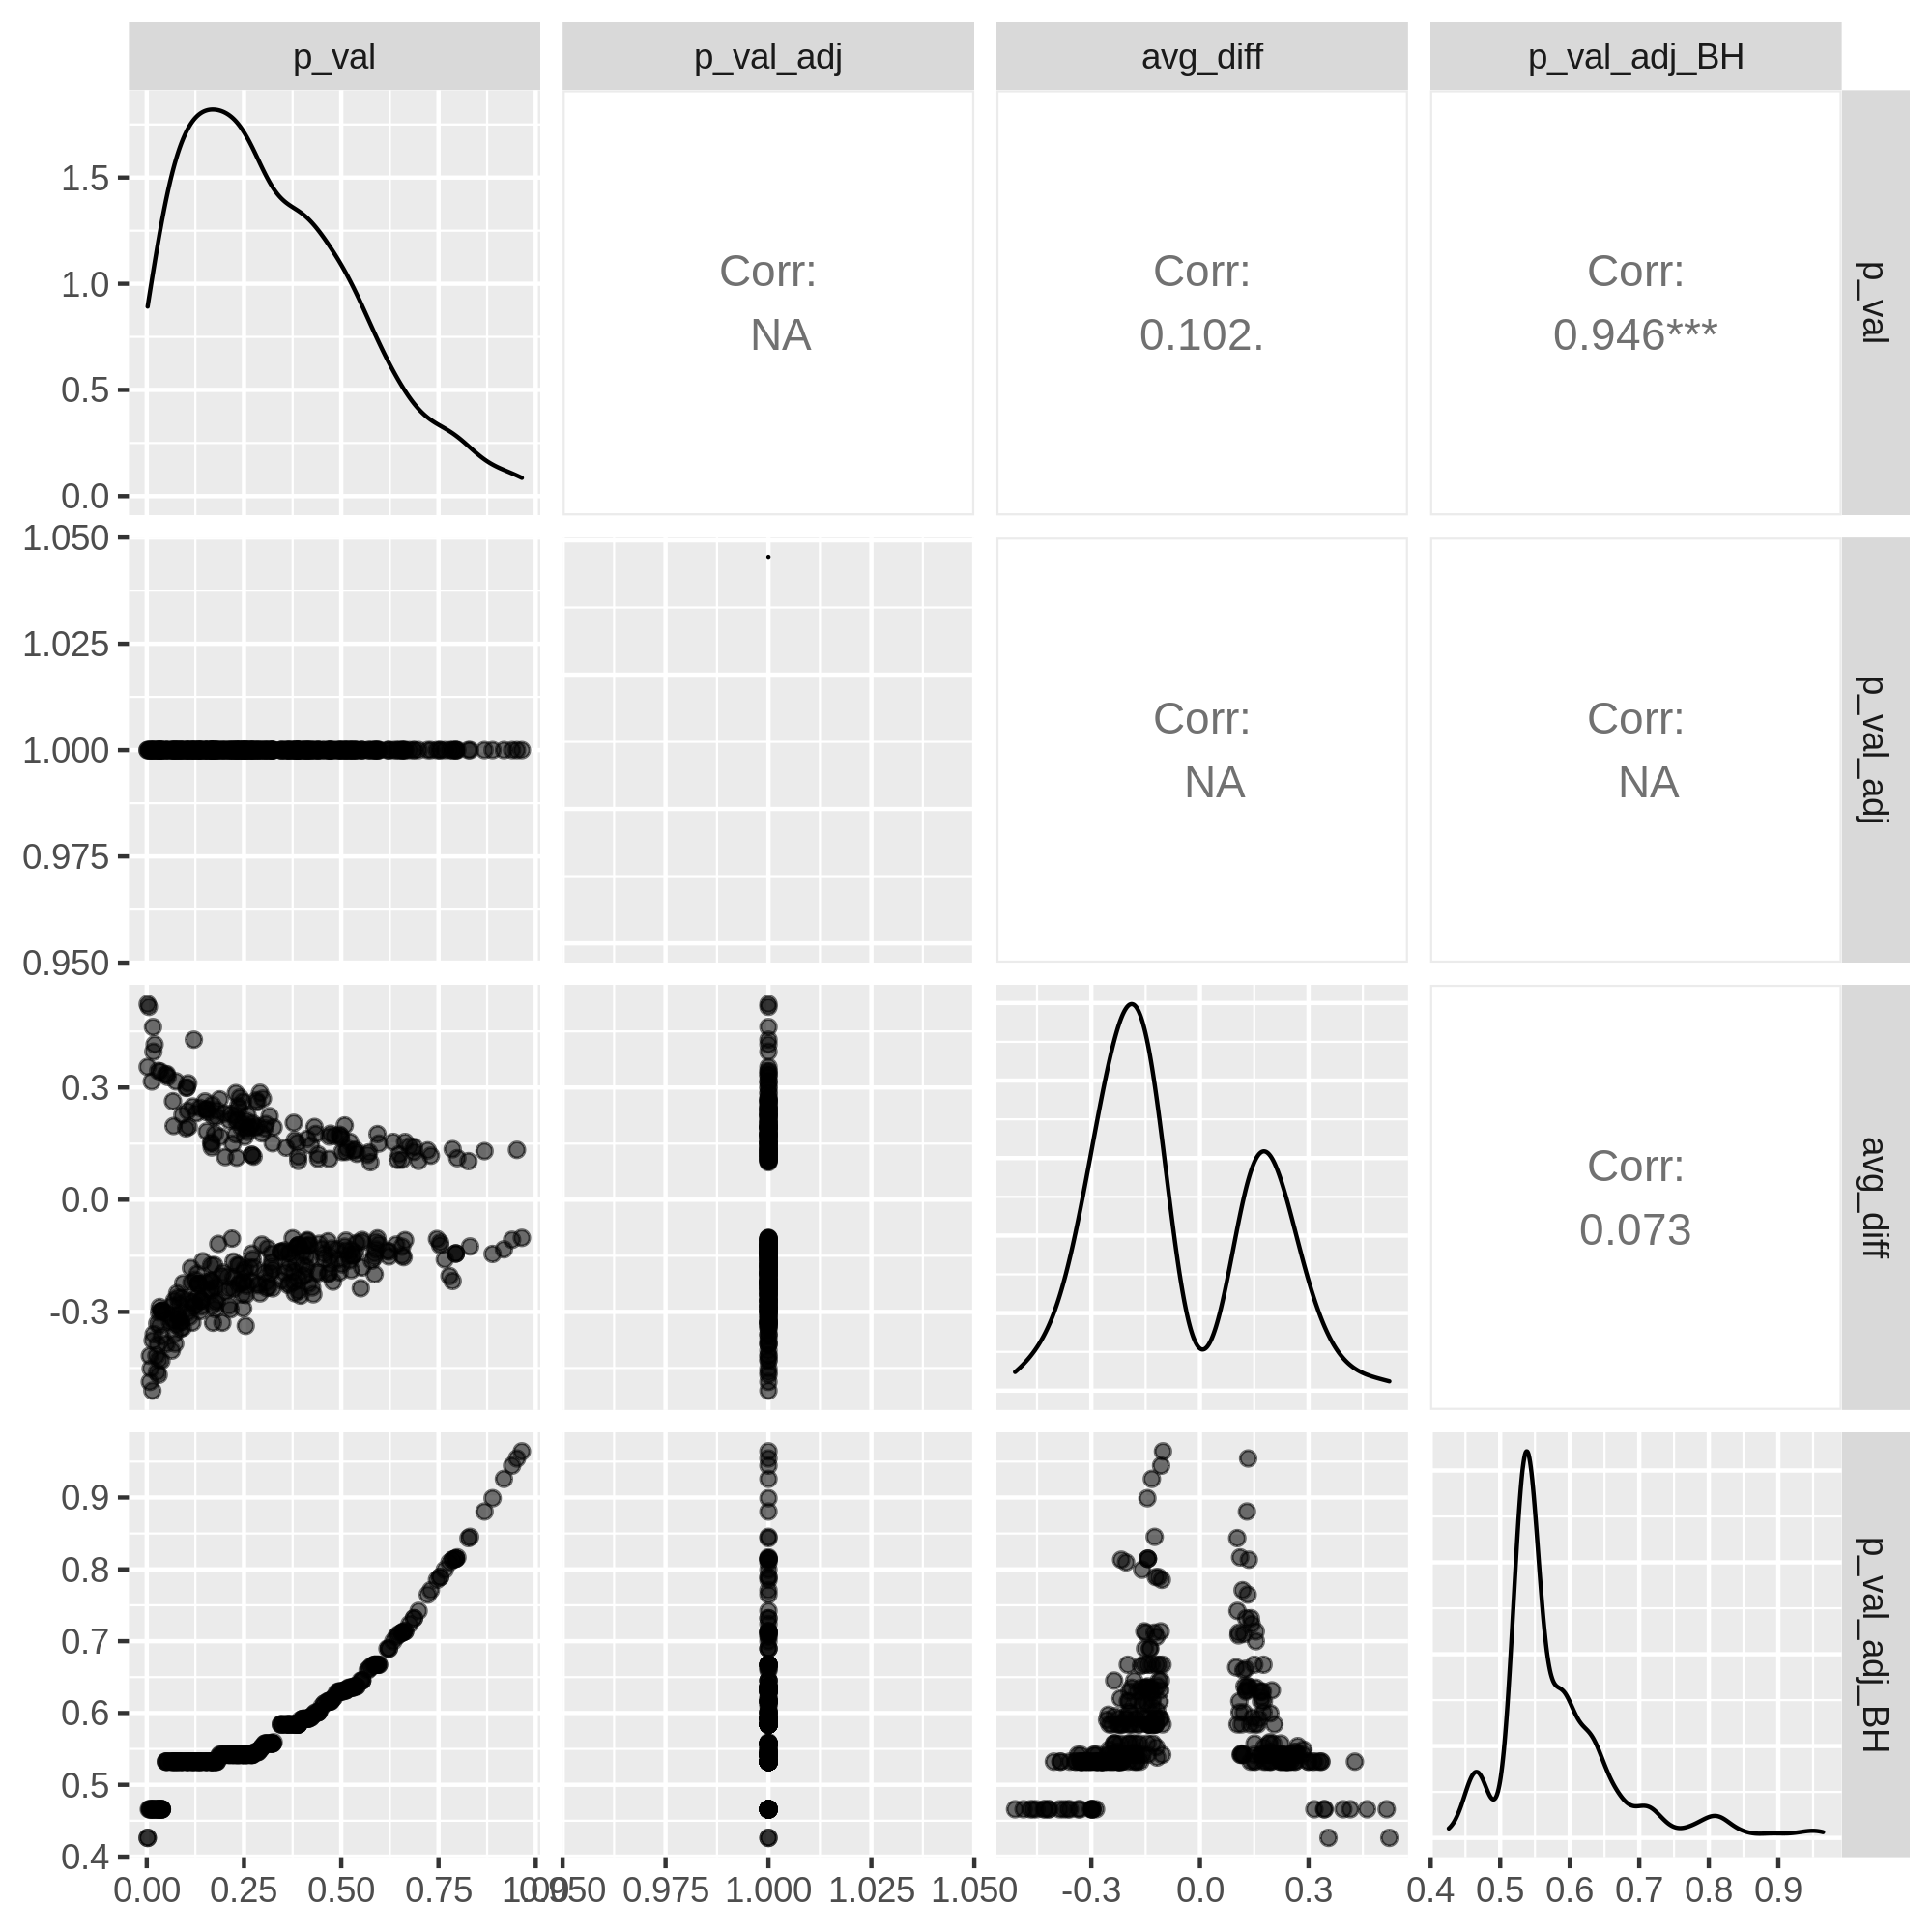 p_val
p_val_adj
avg_diff
p_val_adj_BH
1.5
1.0
0.5
0.0
Corr:
NA
Corr:
0.102.
Corr:
0.946***
p_val
1.050
1.025
1.000
0.975
0.950
Corr:
NA
Corr:
NA
p_val_adj
0.3
0.0
-0.3
Corr:
0.073
avg_diff
0.9
0.8
0.7
0.6
0.5
0.4
p_val_adj_BH
0.00 0.25 0.50 0.75 1.00
0.950 0.975 1.000 1.025 1.050
-0.3 0.0 0.3
0.4 0.5 0.6 0.7 0.8 0.9